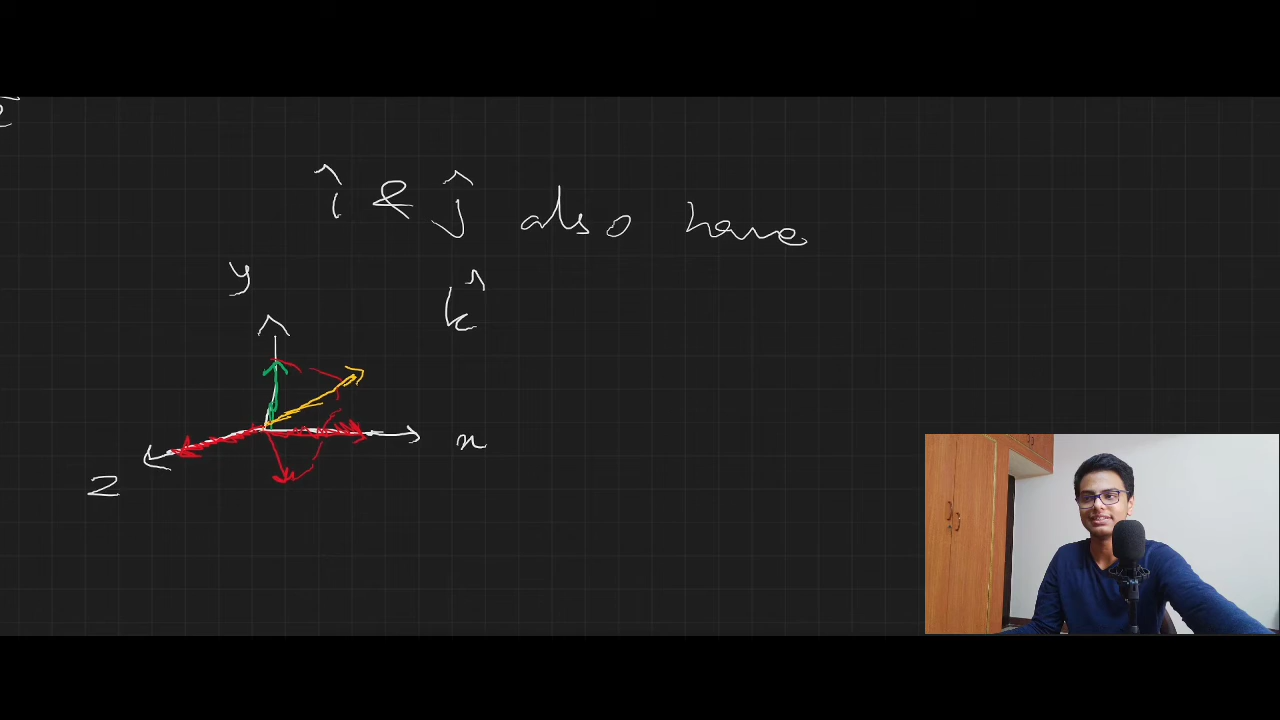 î & ĵ also have
k̂
y
x
z